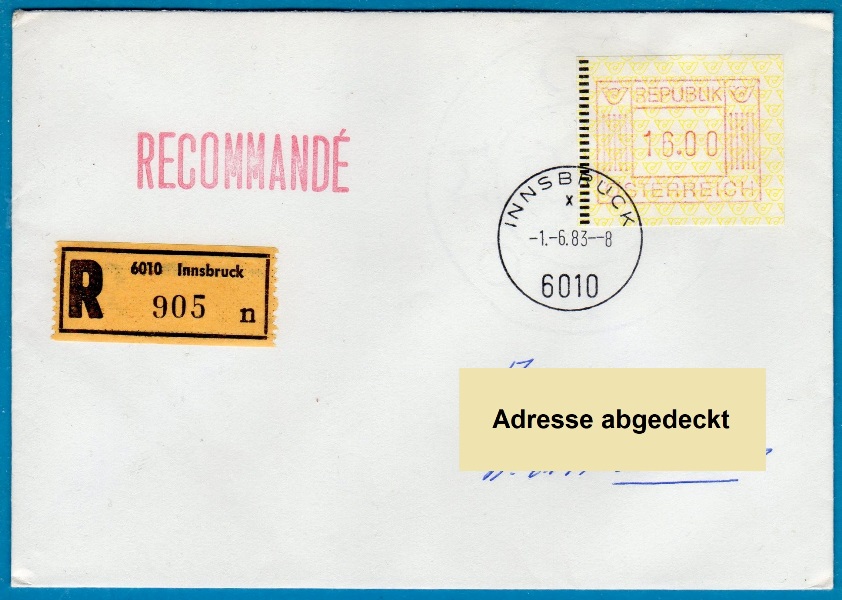 REPUBLIK
16.00
ÖSTERREICH
RECOMMANDÉ
INNSBRUCK
x
-1.-6.83--8
6010
6010 Innsbruck
R 905 n
Adresse abgedeckt